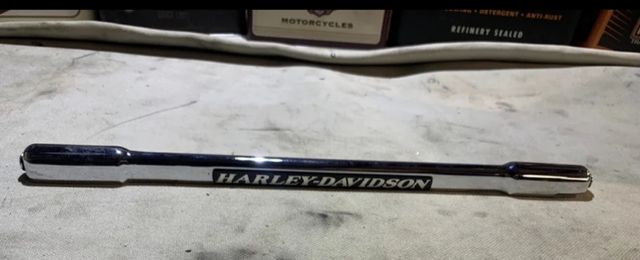 MOTORCYCLES
• DETERGENT • ANTI-RUST
REFINERY SEALED
HARLEY-DAVIDSON